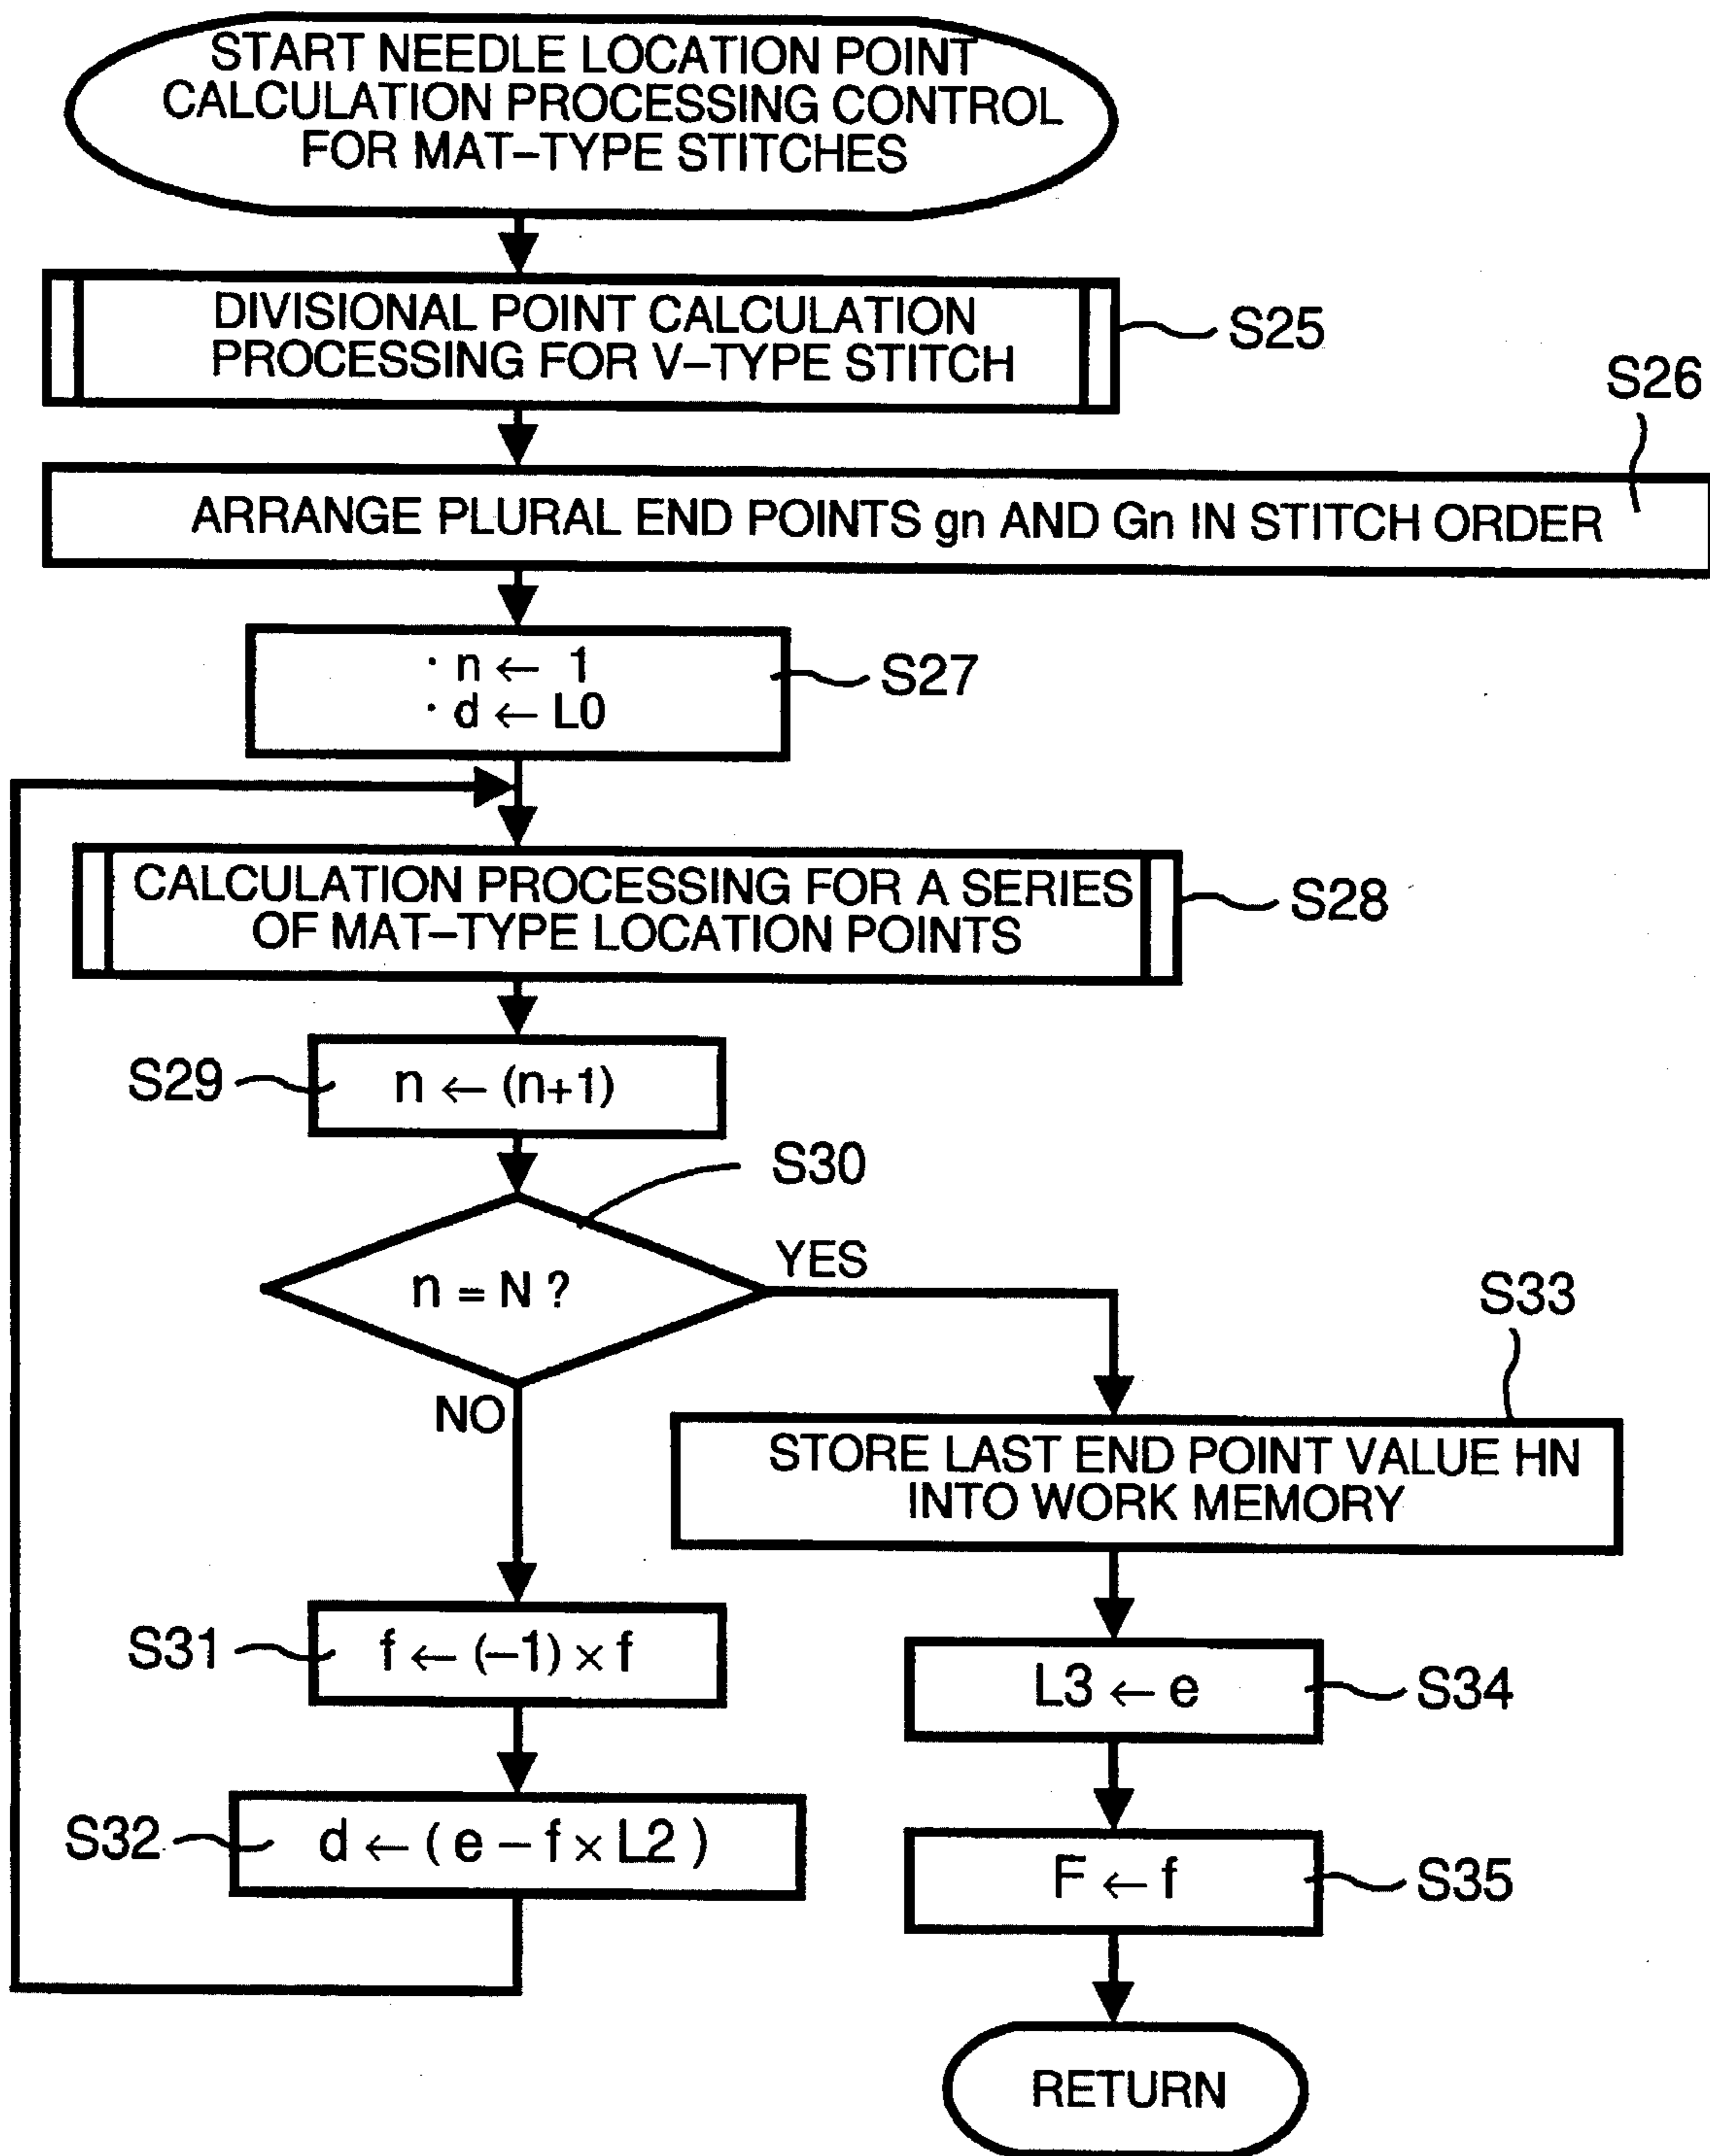 START NEEDLE LOCATION POINT
CALCULATION PROCESSING CONTROL
FOR MAT-TYPE STITCHES
DIVISIONAL POINT CALCULATION
PROCESSING FOR V-TYPE STITCH
S25
S26
ARRANGE PLURAL END POINTS gn AND Gn IN STITCH ORDER
· n ← 1
· d ← L0
S27
CALCULATION PROCESSING FOR A SERIES
OF MAT-TYPE LOCATION POINTS
S28
S29
n ← (n+1)
S30
n = N ?
YES
NO
S33
STORE LAST END POINT VALUE HN
INTO WORK MEMORY
S31
f ← (-1) × f
L3 ← e
S34
S32
d ← ( e - f × L2 )
F ← f
S35
RETURN